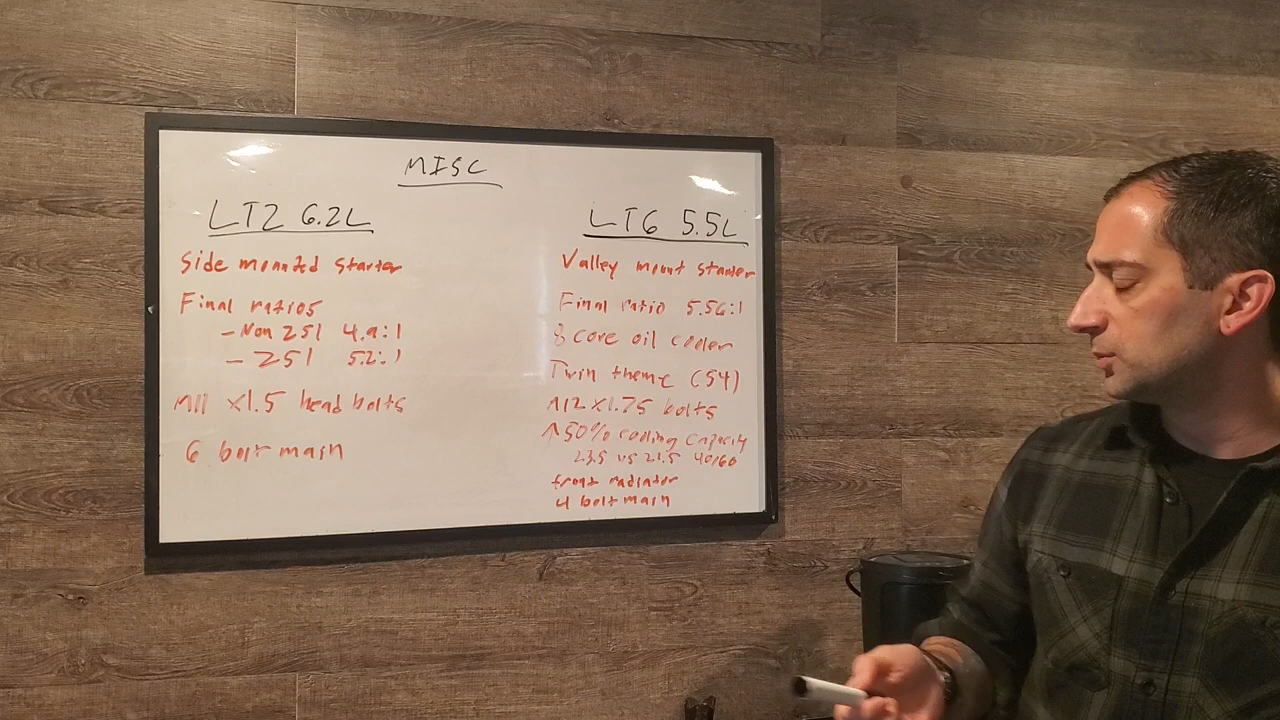 MISC
LT2 6.2L
Side mounted starter
Final ratios
- Non Z51 4.9:1
- Z51 5.2:1
M11 x1.5 head bolts
6 bolt main
LT6 5.5L
Valley mount starter
Final ratio 5.56:1
8 core oil cooler
Twin therme (54)
M12 x1.75 bolts
↑50% cooling capacity
23.5 vs 21.5 40/60
front radiator
4 bolt main